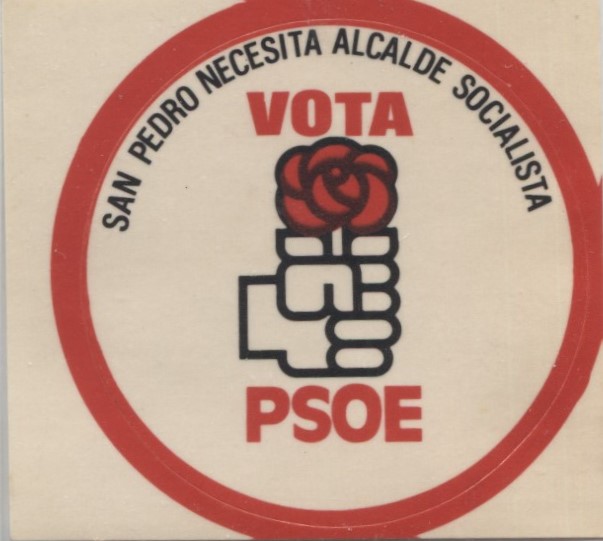 SAN PEDRO NECESITA ALCALDE SOCIALISTA
VOTA
PSOE